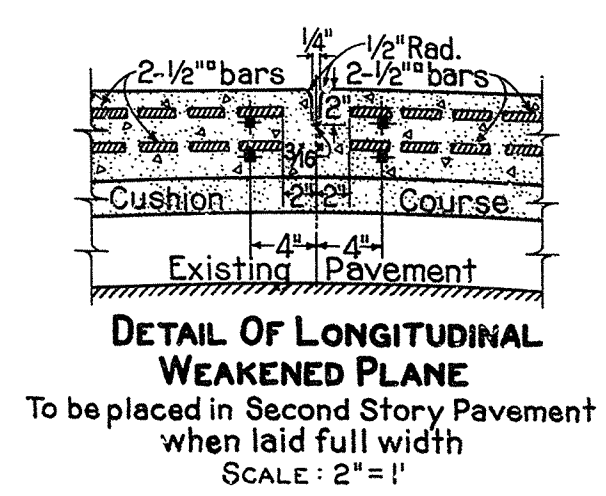 1/4"
1/2" Rad.
2-1/2"□ bars
2-1/2"□ bars
2"
3/16"
Cushion
2"
2"
Course
4"
4"
Existing Pavement
DETAIL OF LONGITUDINAL
WEAKENED PLANE
To be placed in Second Story Pavement
when laid full width
SCALE : 2" = 1'